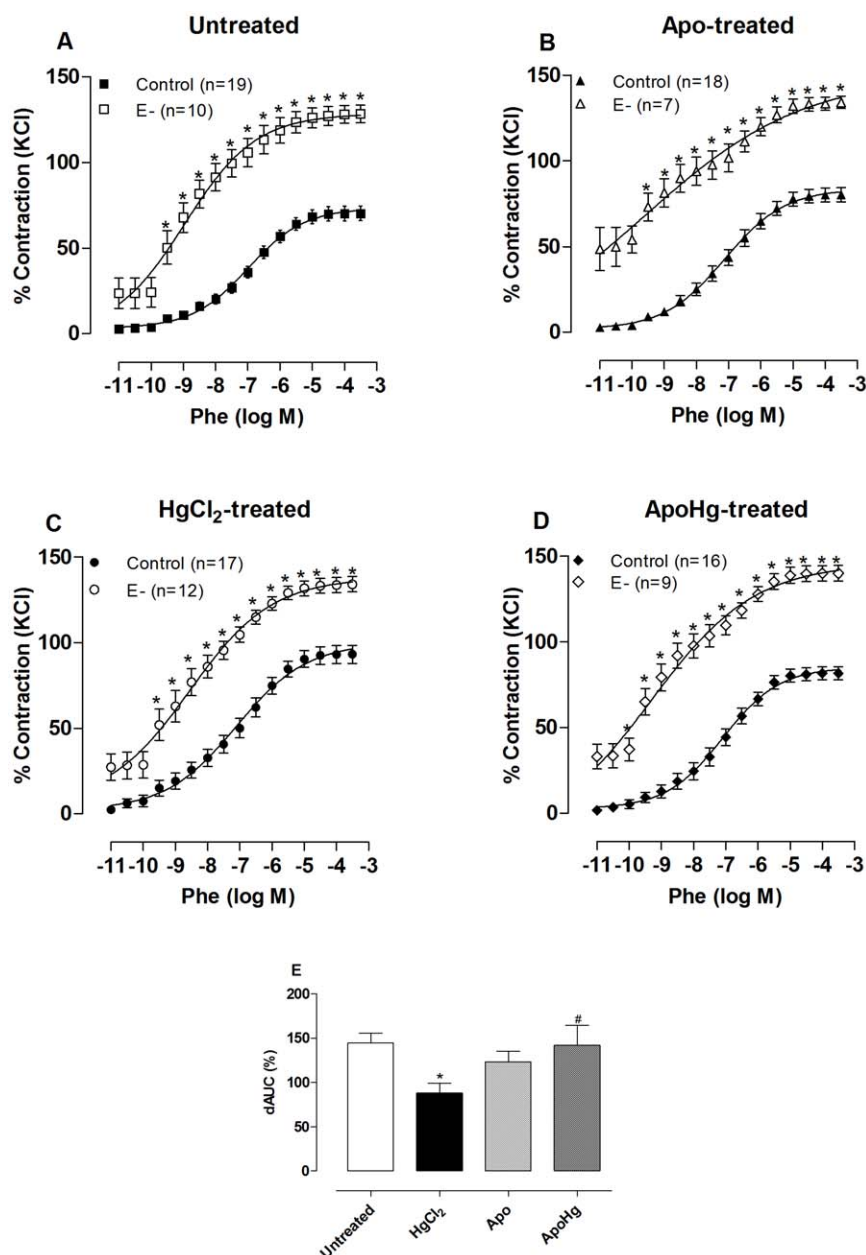 A
Untreated
Control (n=19)
E- (n=10)
* * * * * * * * * * * * *
150
100
50
0
% Contraction (KCl)
-11 -10 -9 -8 -7 -6 -5 -4 -3
Phe (log M)
B
Apo-treated
Control (n=18)
E- (n=7)
* * * * * * * * * * * * *
150
100
50
0
% Contraction (KCl)
-11 -10 -9 -8 -7 -6 -5 -4 -3
Phe (log M)
C
HgCl₂-treated
Control (n=17)
E- (n=12)
* * * * * * * * * * * * *
150
100
50
0
% Contraction (KCl)
-11 -10 -9 -8 -7 -6 -5 -4 -3
Phe (log M)
D
ApoHg-treated
Control (n=16)
E- (n=9)
* * * * * * * * * * * * * *
150
100
50
0
% Contraction (KCl)
-11 -10 -9 -8 -7 -6 -5 -4 -3
Phe (log M)
E
200
150
100
50
0
dAUC (%)
*
#
Untreated
HgCl₂
Apo
ApoHg